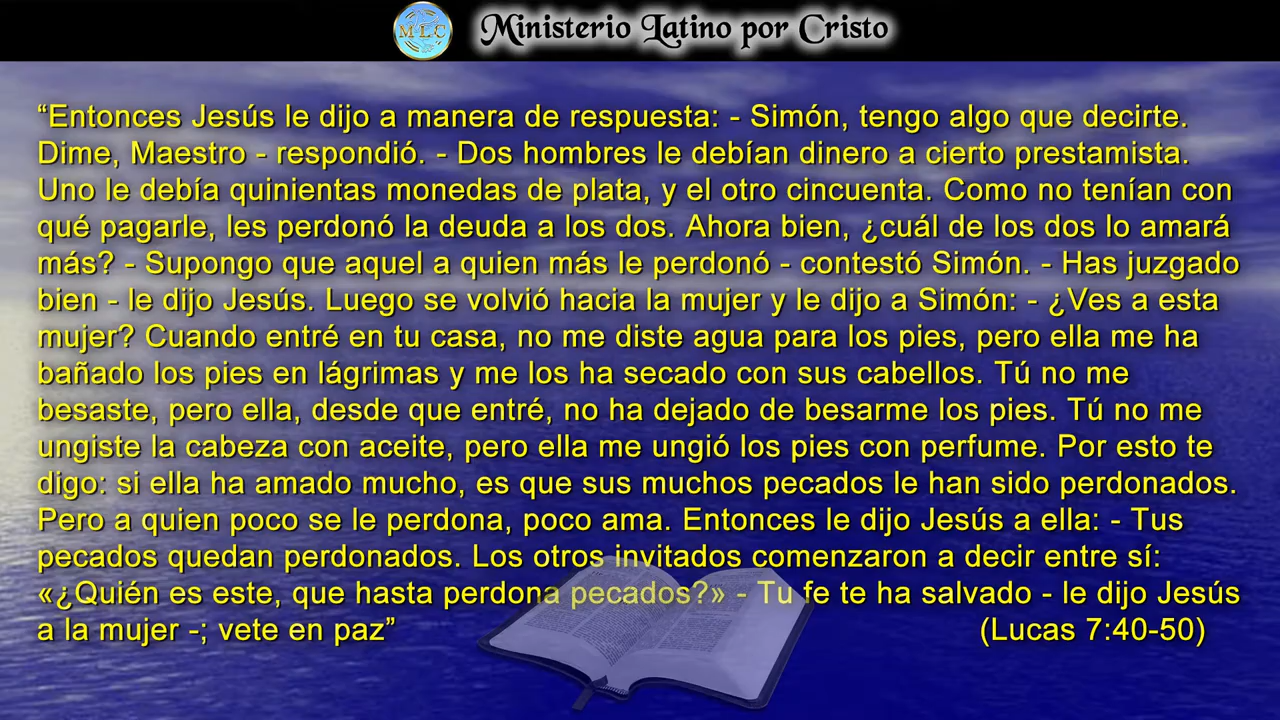 MLC Ministerio Latino por Cristo
“Entonces Jesús le dijo a manera de respuesta: - Simón, tengo algo que decirte.
Dime, Maestro - respondió. - Dos hombres le debían dinero a cierto prestamista.
Uno le debía quinientas monedas de plata, y el otro cincuenta. Como no tenían con
qué pagarle, les perdonó la deuda a los dos. Ahora bien, ¿cuál de los dos lo amará
más? - Supongo que aquel a quien más le perdonó - contestó Simón. - Has juzgado
bien - le dijo Jesús. Luego se volvió hacia la mujer y le dijo a Simón: - ¿Ves a esta
mujer? Cuando entré en tu casa, no me diste agua para los pies, pero ella me ha
bañado los pies en lágrimas y me los ha secado con sus cabellos. Tú no me
besaste, pero ella, desde que entré, no ha dejado de besarme los pies. Tú no me
ungiste la cabeza con aceite, pero ella me ungió los pies con perfume. Por esto te
digo: si ella ha amado mucho, es que sus muchos pecados le han sido perdonados.
Pero a quien poco se le perdona, poco ama. Entonces le dijo Jesús a ella: - Tus
pecados quedan perdonados. Los otros invitados comenzaron a decir entre sí:
«¿Quién es este, que hasta perdona pecados?» - Tu fe te ha salvado - le dijo Jesús
a la mujer -; vete en paz” (Lucas 7:40-50)